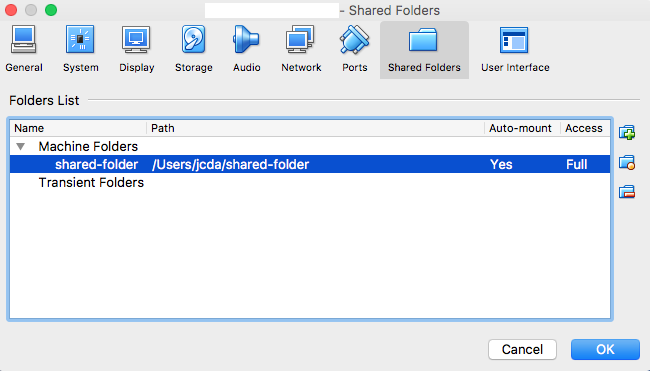 - Shared Folders
General System Display Storage Audio Network Ports Shared Folders User Interface
Folders List
Name Path Auto-mount Access
Machine Folders
shared-folder /Users/jcda/shared-folder Yes Full
Transient Folders
Cancel OK